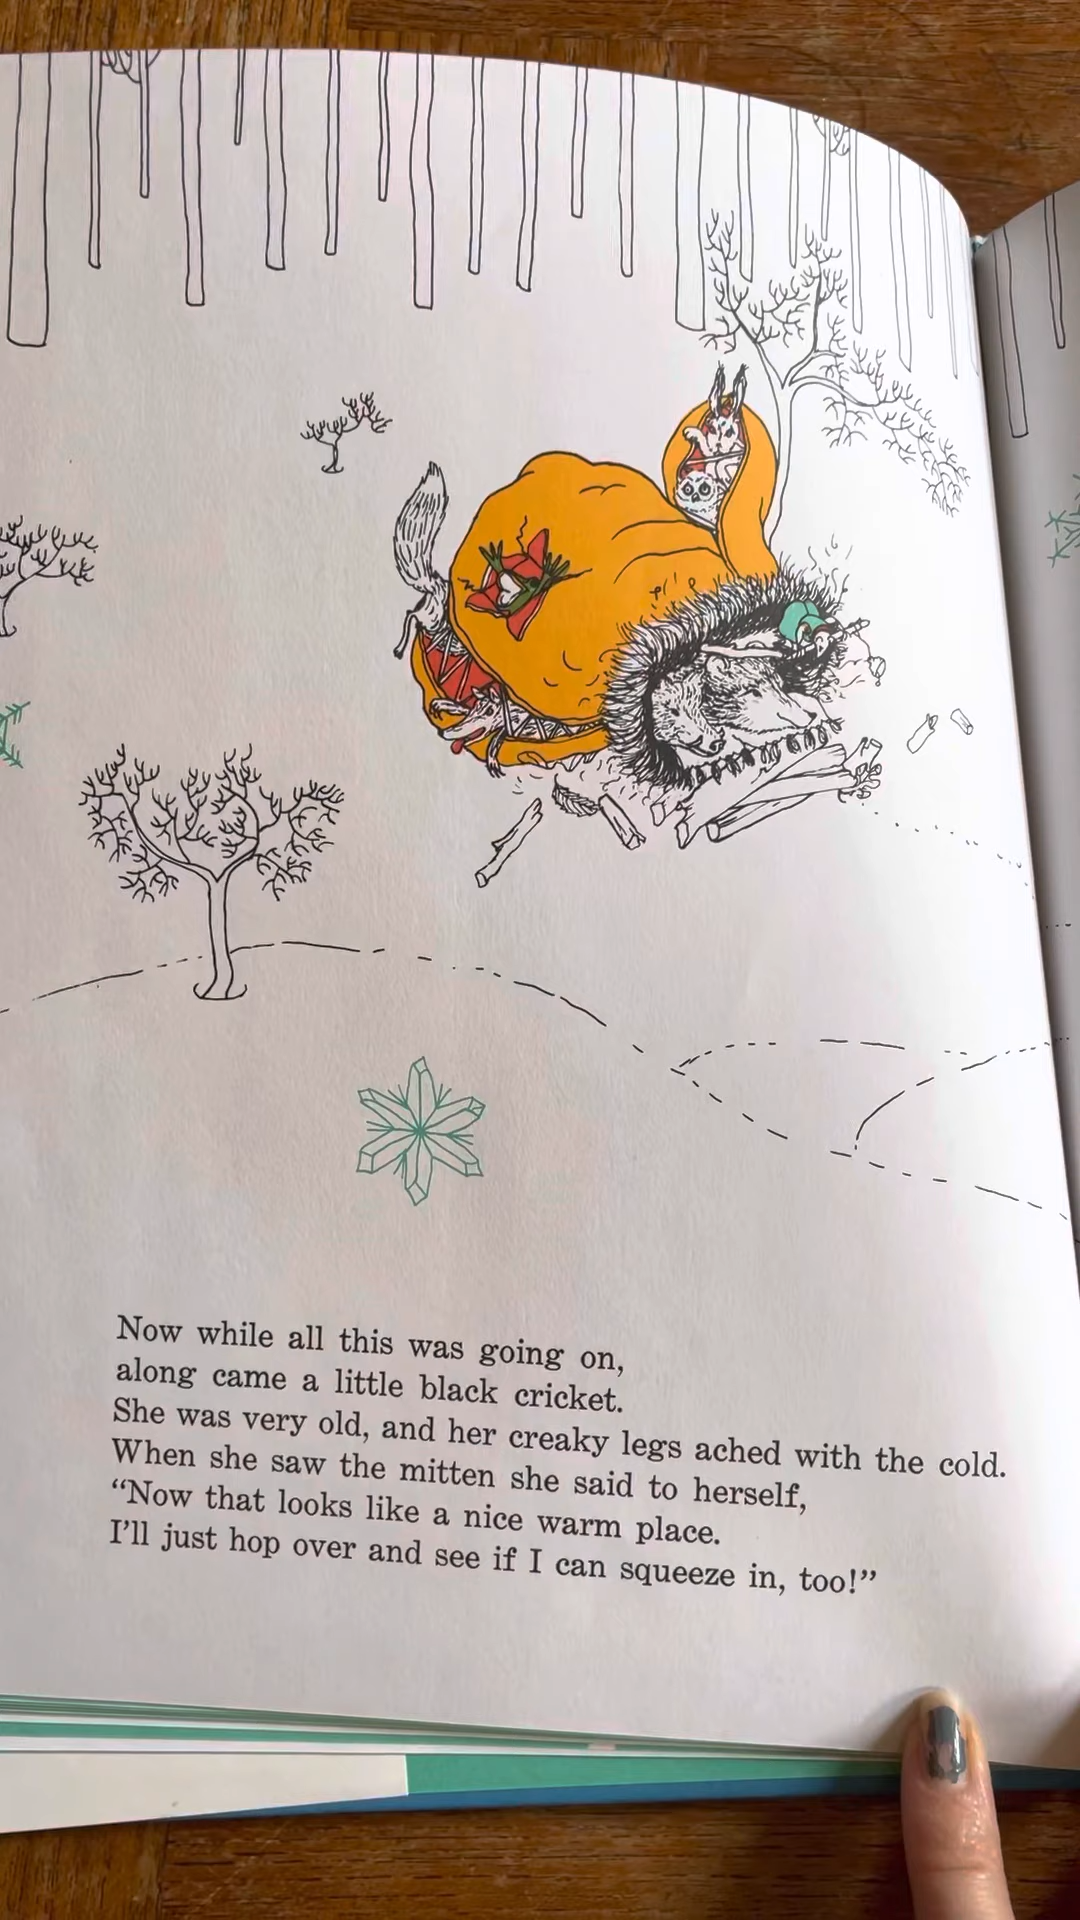 Now while all this was going on,
along came a little black cricket.
She was very old, and her creaky legs ached with the cold.
When she saw the mitten she said to herself,
“Now that looks like a nice warm place.
I’ll just hop over and see if I can squeeze in, too!”